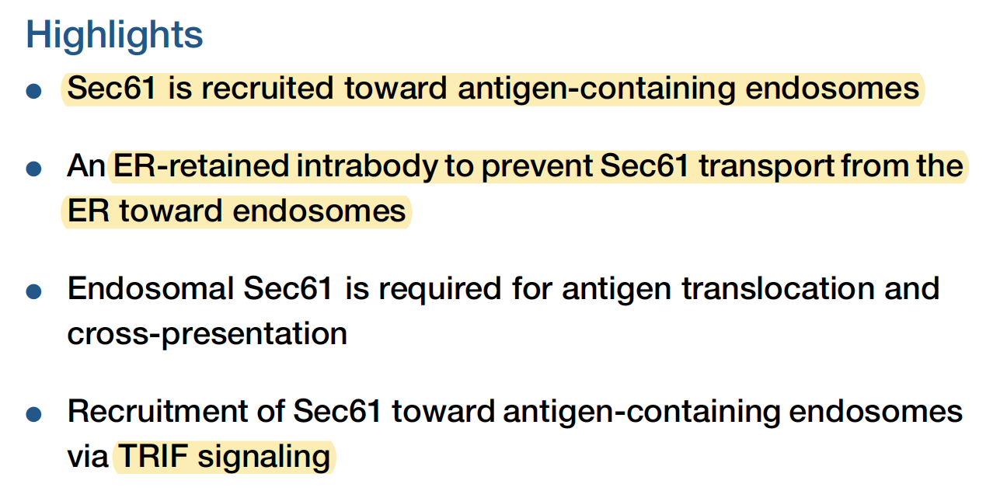 Highlights
● Sec61 is recruited toward antigen-containing endosomes
● An ER-retained intrabody to prevent Sec61 transport from the
ER toward endosomes
● Endosomal Sec61 is required for antigen translocation and
cross-presentation
● Recruitment of Sec61 toward antigen-containing endosomes
via TRIF signaling